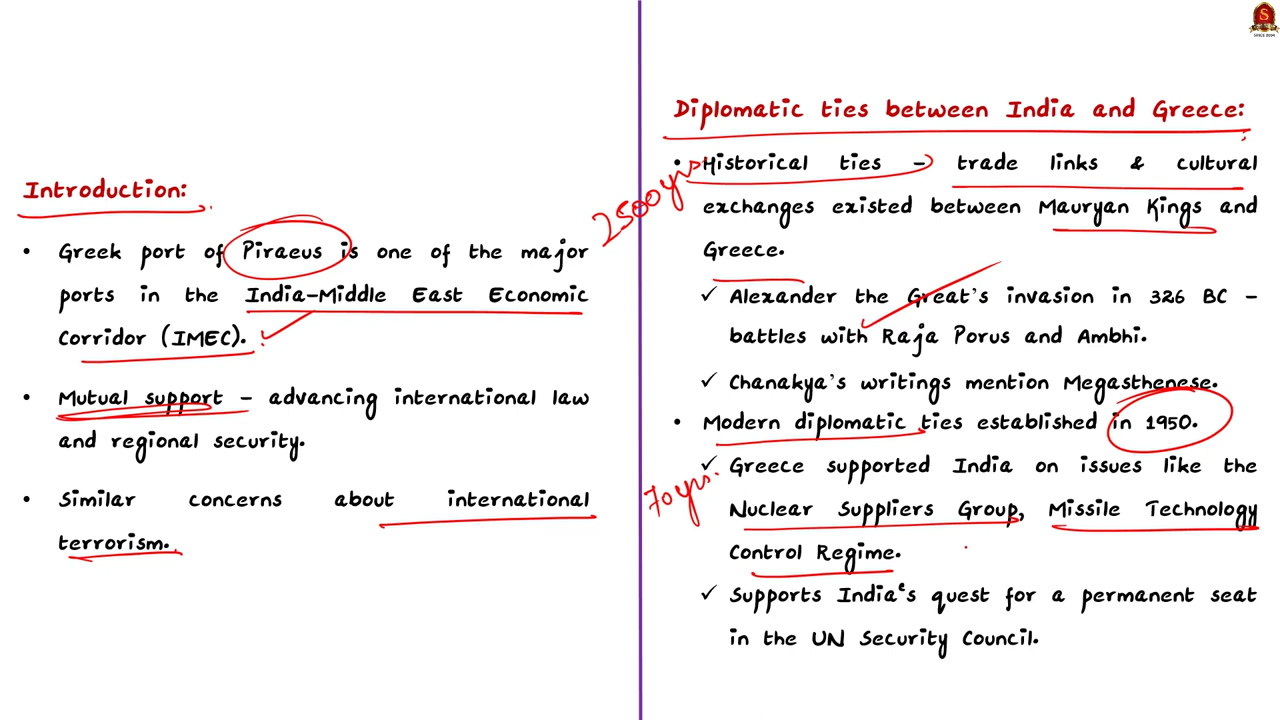 Introduction:
• Greek port of Piraeus is one of the major
ports in the India-Middle East Economic
Corridor (IMEC).
• Mutual support – advancing international law
and regional security.
• Similar concerns about international
terrorism.
S
SINCE 2004
Diplomatic ties between India and Greece:
2500 yrs
• Historical ties – trade links & cultural
exchanges existed between Mauryan Kings and
Greece.
✓ Alexander the Great's invasion in 326 BC –
battles with Raja Porus and Ambhi.
✓ Chanakya's writings mention Megasthenese.
• Modern diplomatic ties established in 1950.
70 yrs.
✓ Greece supported India on issues like the
Nuclear Suppliers Group, Missile Technology
Control Regime.
✓ Supports India's quest for a permanent seat
in the UN Security Council.